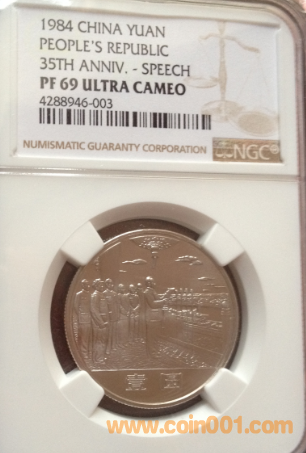 1984 CHINA YUAN
PEOPLE'S REPUBLIC
35TH ANNIV. - SPEECH
PF 69 ULTRA CAMEO
4288946-003
NUMISMATIC GUARANTY CORPORATION
NGC
壹圆
www.coin001.com